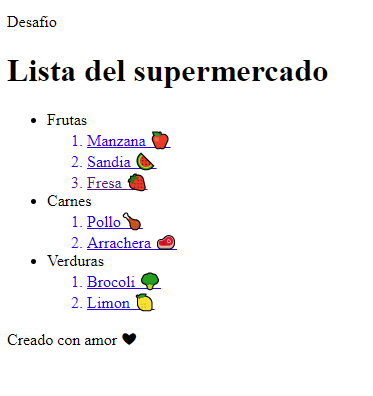 Desafío
Lista del supermercado
• Frutas
1. Manzana 🍎
2. Sandia 🍉
3. Fresa 🍓
• Carnes
1. Pollo🍗
2. Arrachera 🥩
• Verduras
1. Brocoli 🥦
2. Limon 🍋
Creado con amor ♥